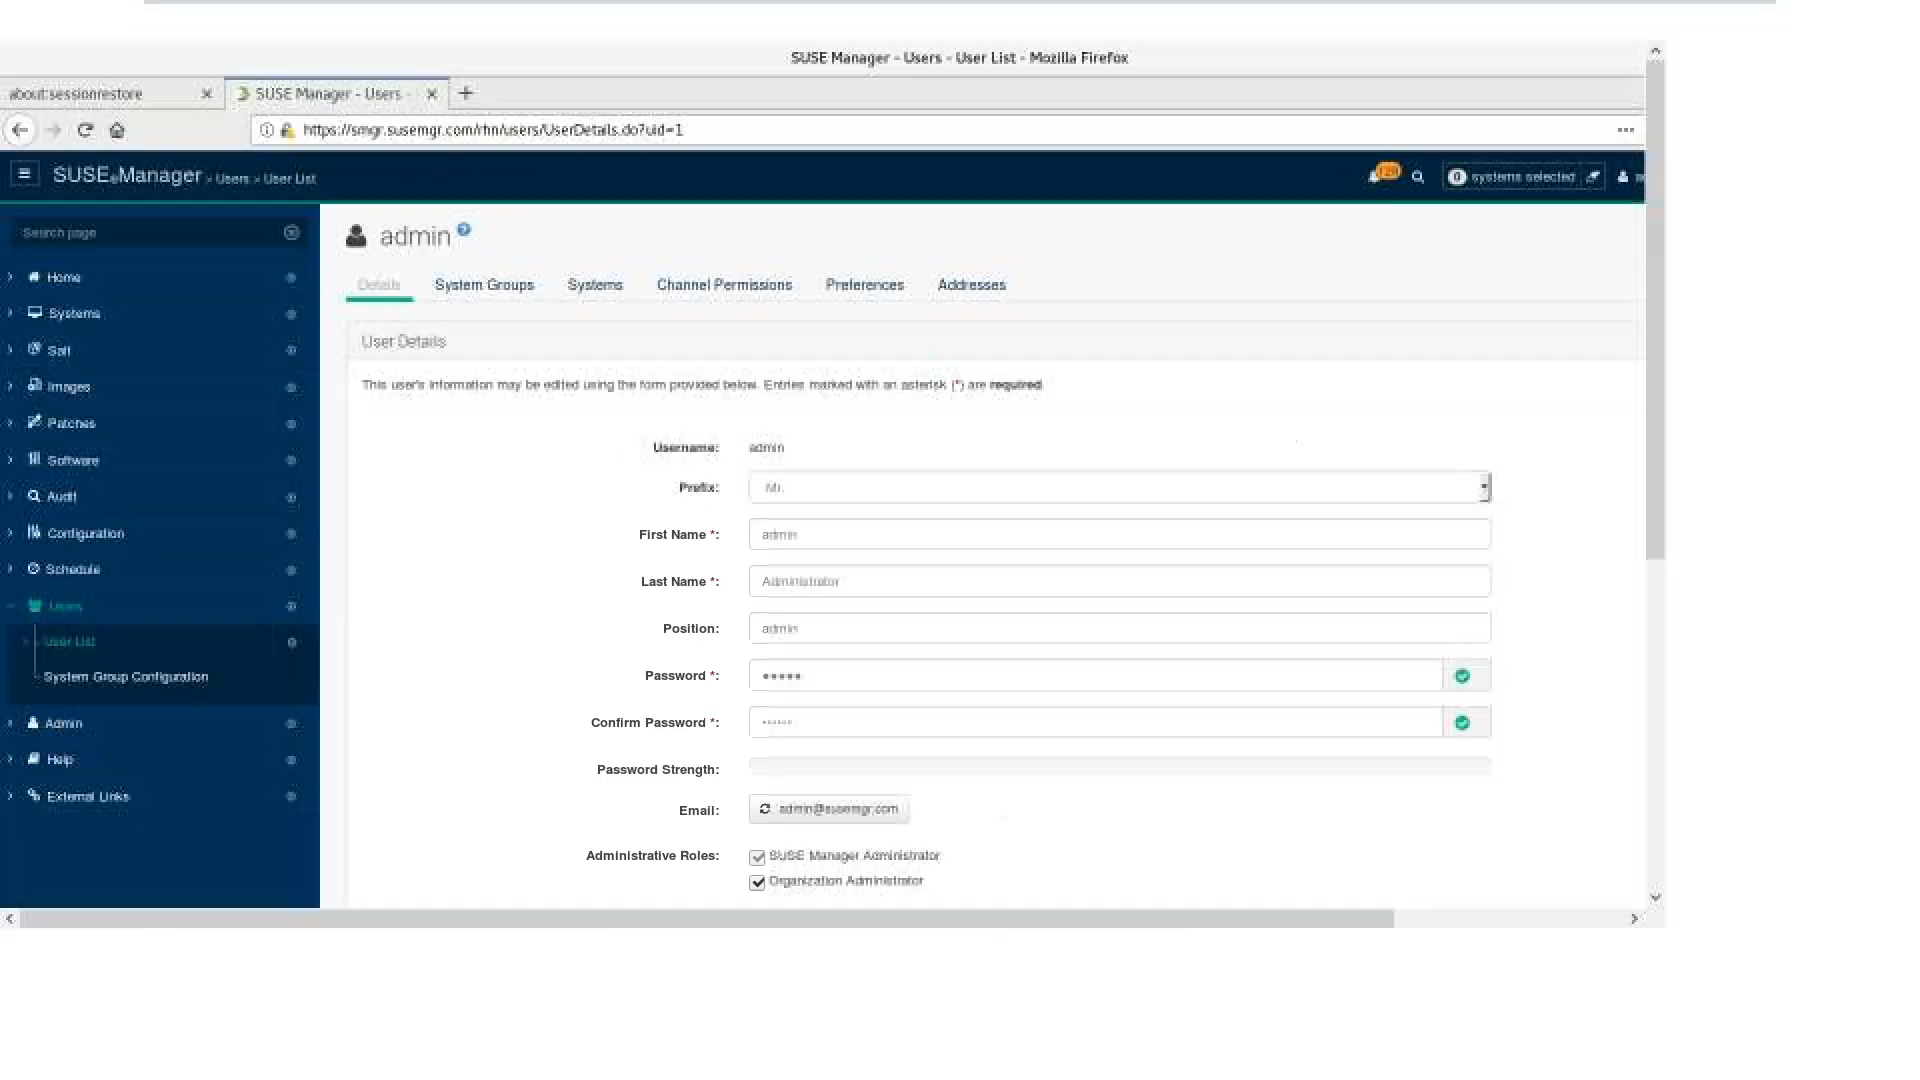 SUSE Manager - Users - User List - Mozilla Firefox
about:sessionrestore
SUSE Manager - Users -
https://smgr.susemgr.com/rhn/users/UserDetails.do?uid=1
SUSE Manager > Users > User List
0 systems selected
Search page
Home
Systems
Salt
Images
Patches
Software
Audit
Configuration
Schedule
Users
User List
System Group Configuration
Admin
Help
External Links
admin
Details System Groups Systems Channel Permissions Preferences Addresses
User Details
This user's information may be edited using the form provided below. Entries marked with an asterisk (*) are required.
Username: admin
Prefix: Mr.
First Name *: admin
Last Name *: Administrator
Position: admin
Password *: •••••
Confirm Password *: ••••••
Password Strength:
Email: admin@susemgr.com
Administrative Roles: SUSE Manager Administrator
Organization Administrator